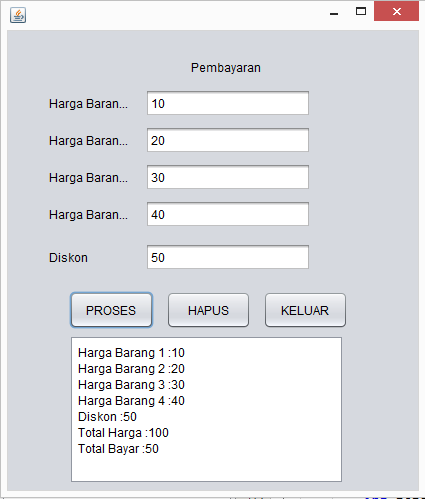 Pembayaran
Harga Baran... 10
Harga Baran... 20
Harga Baran... 30
Harga Baran... 40
Diskon 50
PROSES HAPUS KELUAR
Harga Barang 1 :10
Harga Barang 2 :20
Harga Barang 3 :30
Harga Barang 4 :40
Diskon :50
Total Harga :100
Total Bayar :50